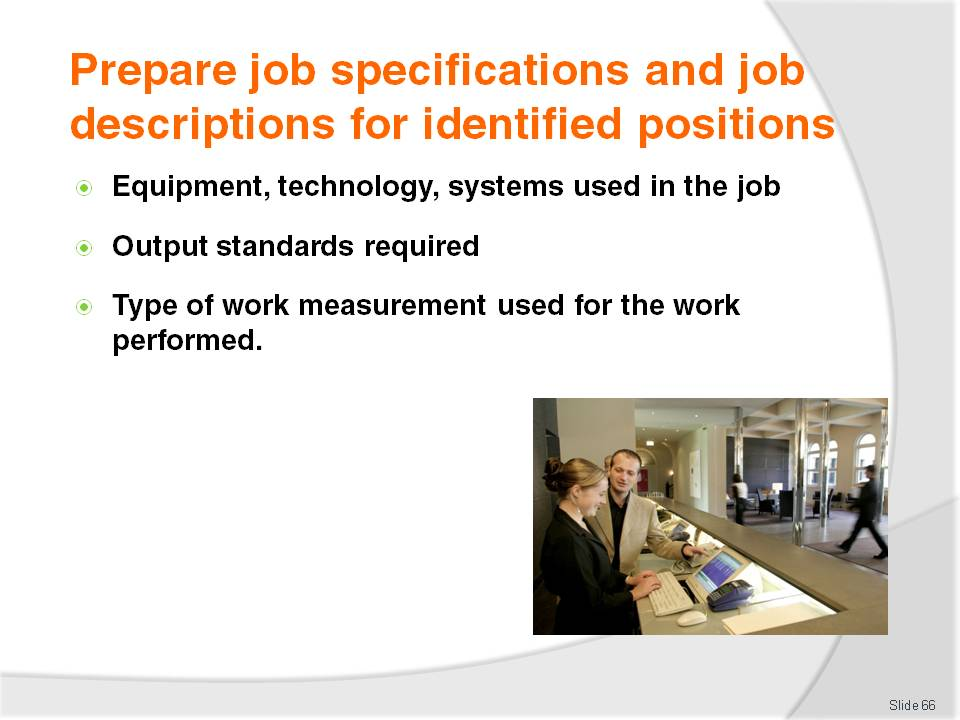 Prepare job specifications and job
descriptions for identified positions
Equipment, technology, systems used in the job
Output standards required
Type of work measurement used for the work
performed.
Slide 66